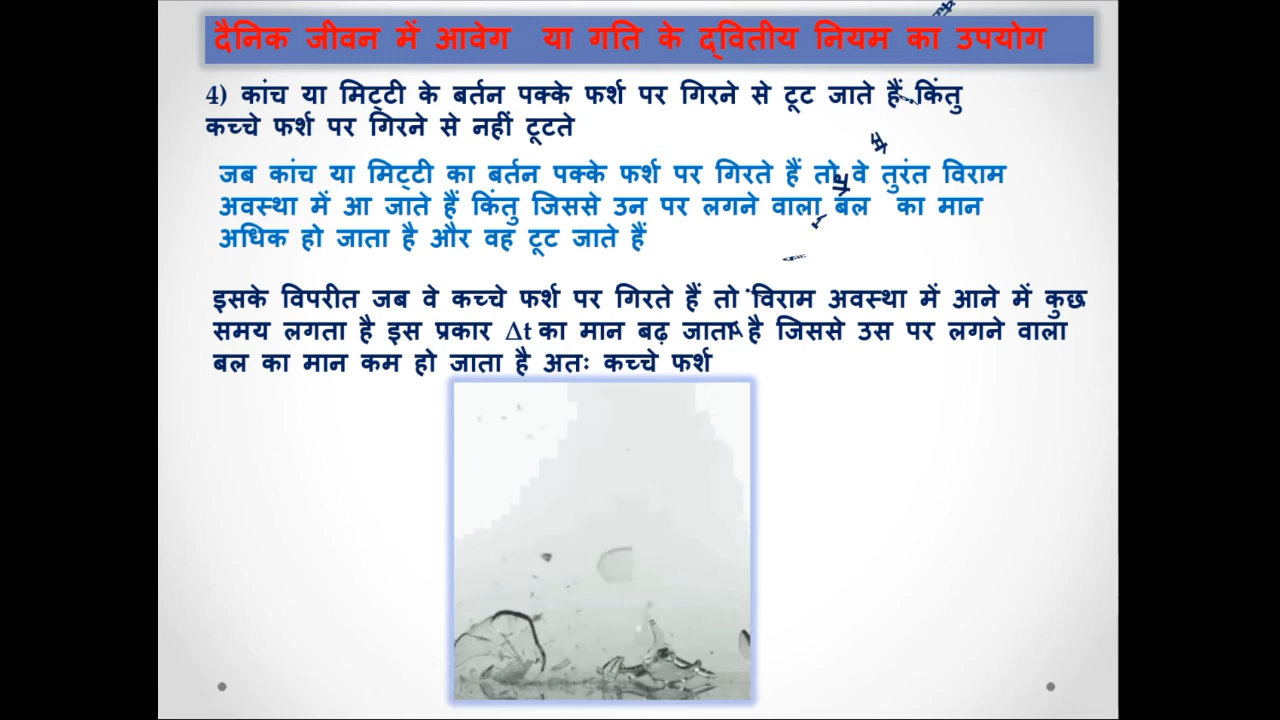 दैनिक जीवन में आवेग या गति के द्वितीय नियम का उपयोग
4) कांच या मिट्टी के बर्तन पक्के फर्श पर गिरने से टूट जाते हैं किंतु
कच्चे फर्श पर गिरने से नहीं टूटते
जब कांच या मिट्टी का बर्तन पक्के फर्श पर गिरते हैं तो वे तुरंत विराम
अवस्था में आ जाते हैं किंतु जिससे उन पर लगने वाला बल का मान
अधिक हो जाता है और वह टूट जाते हैं
इसके विपरीत जब वे कच्चे फर्श पर गिरते हैं तो विराम अवस्था में आने में कुछ
समय लगता है इस प्रकार Δt का मान बढ़ जाता है जिससे उस पर लगने वाला
बल का मान कम हो जाता है अतः कच्चे फर्श